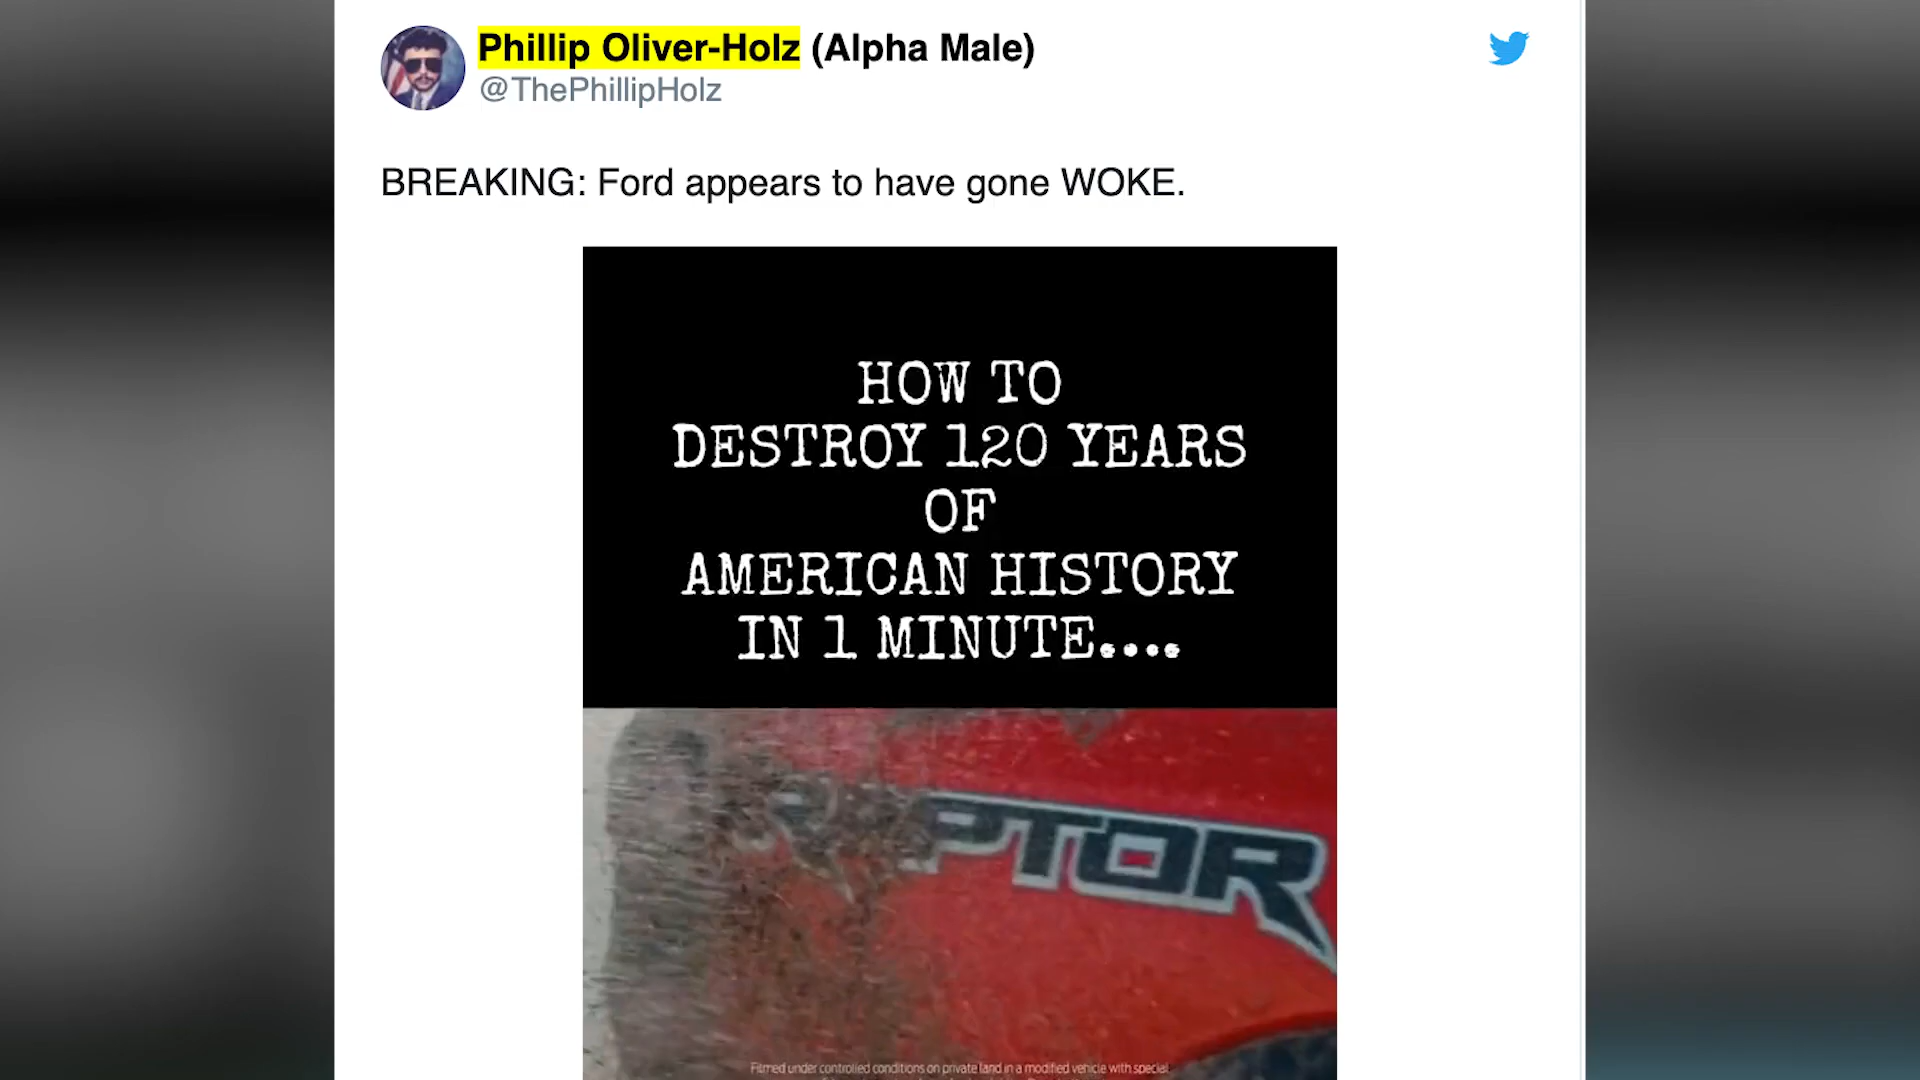 Phillip Oliver-Holz (Alpha Male)
@ThePhillipHolz
BREAKING: Ford appears to have gone WOKE.
HOW TO
DESTROY 120 YEARS
OF
AMERICAN HISTORY
IN 1 MINUTE....
PTOR
Filmed under controlled conditions on private land in a modified vehicle with special